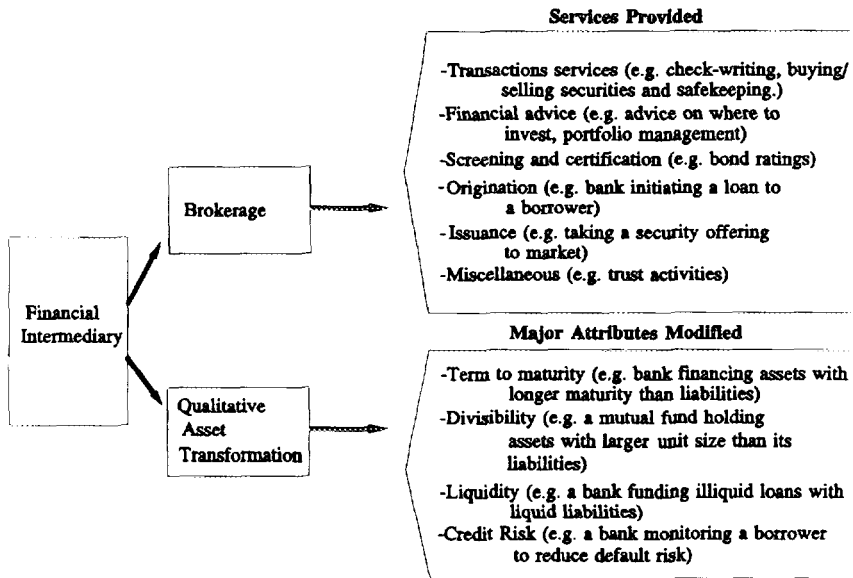 Services Provided
-Transactions services (e.g. check-writing, buying/
selling securities and safekeeping.)
-Financial advice (e.g. advice on where to
invest, portfolio management)
-Screening and certification (e.g. bond ratings)
-Origination (e.g. bank initiating a loan to
a borrower)
-Issuance (e.g. taking a security offering
to market)
-Miscellaneous (e.g. trust activities)
Brokerage
Financial
Intermediary
Major Attributes Modified
-Term to maturity (e.g. bank financing assets with
longer maturity than liabilities)
-Divisibility (e.g. a mutual fund holding
assets with larger unit size than its
liabilities)
-Liquidity (e.g. a bank funding illiquid loans with
liquid liabilities)
-Credit Risk (e.g. a bank monitoring a borrower
to reduce default risk)
Qualitative
Asset
Transformation